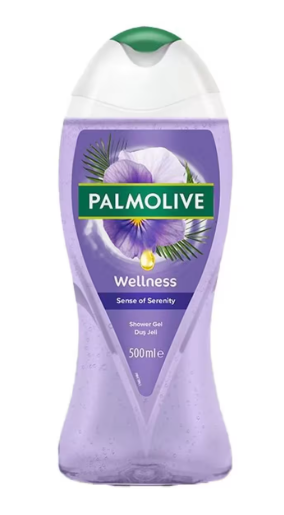 PALMOLIVE
Wellness
Sense of Serenity
Shower Gel
Duş Jeli
500ml e